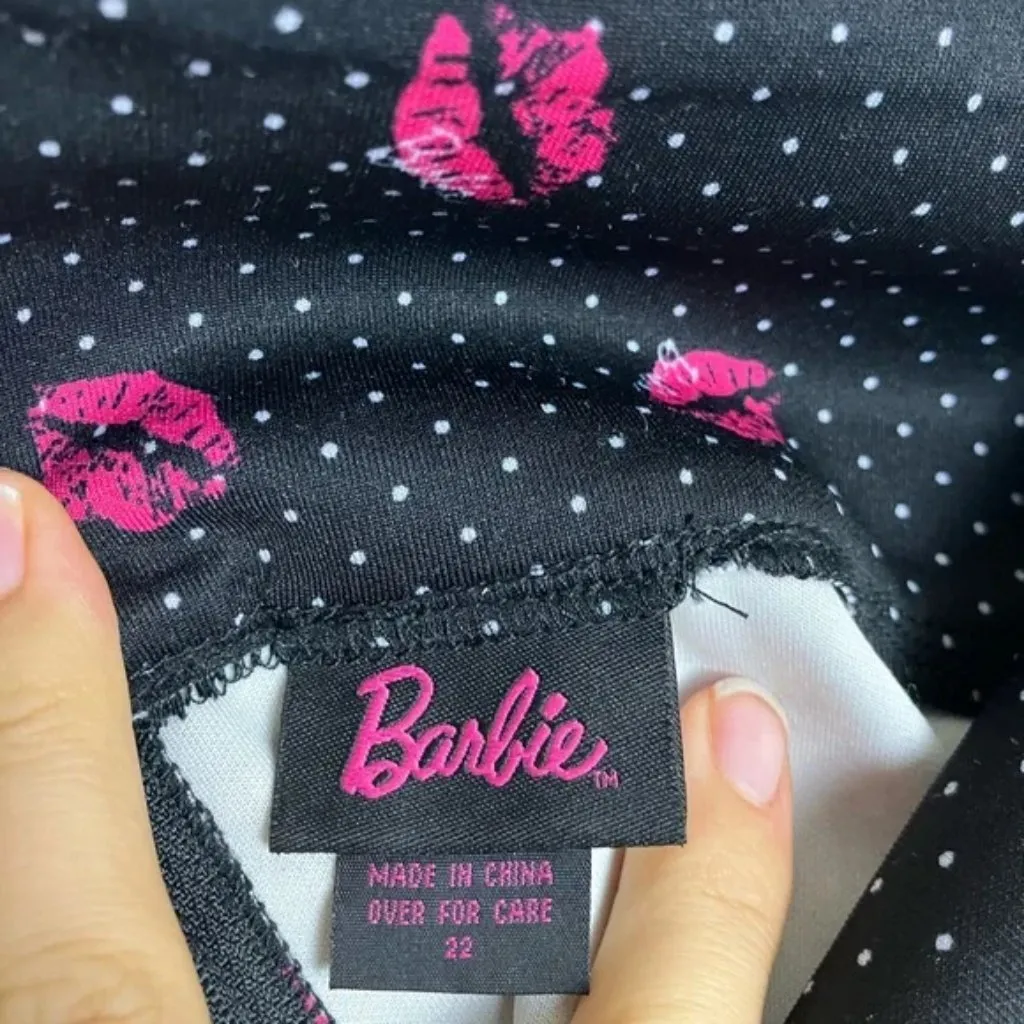 Barbie™
MADE IN CHINA
OVER FOR CARE
22